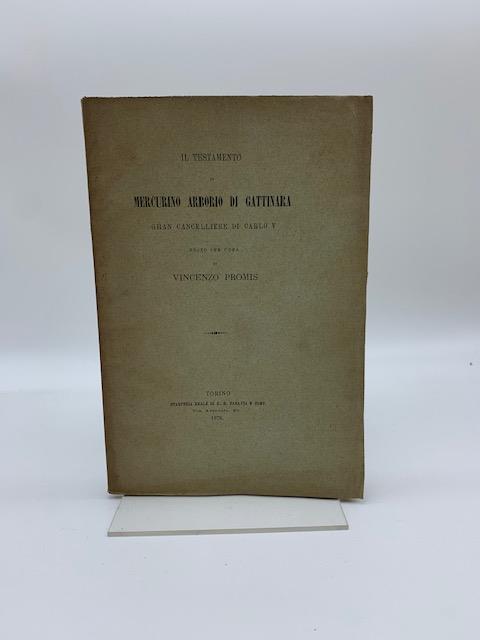 IL TESTAMENTO
DI
MERCURINO ARBORIO DI GATTINARA
GRAN CANCELLIERE DI CARLO V
EDITO PER CURA
DI
VINCENZO PROMIS
TORINO
STAMPERIA REALE DI G. B. PARAVIA E COMP.